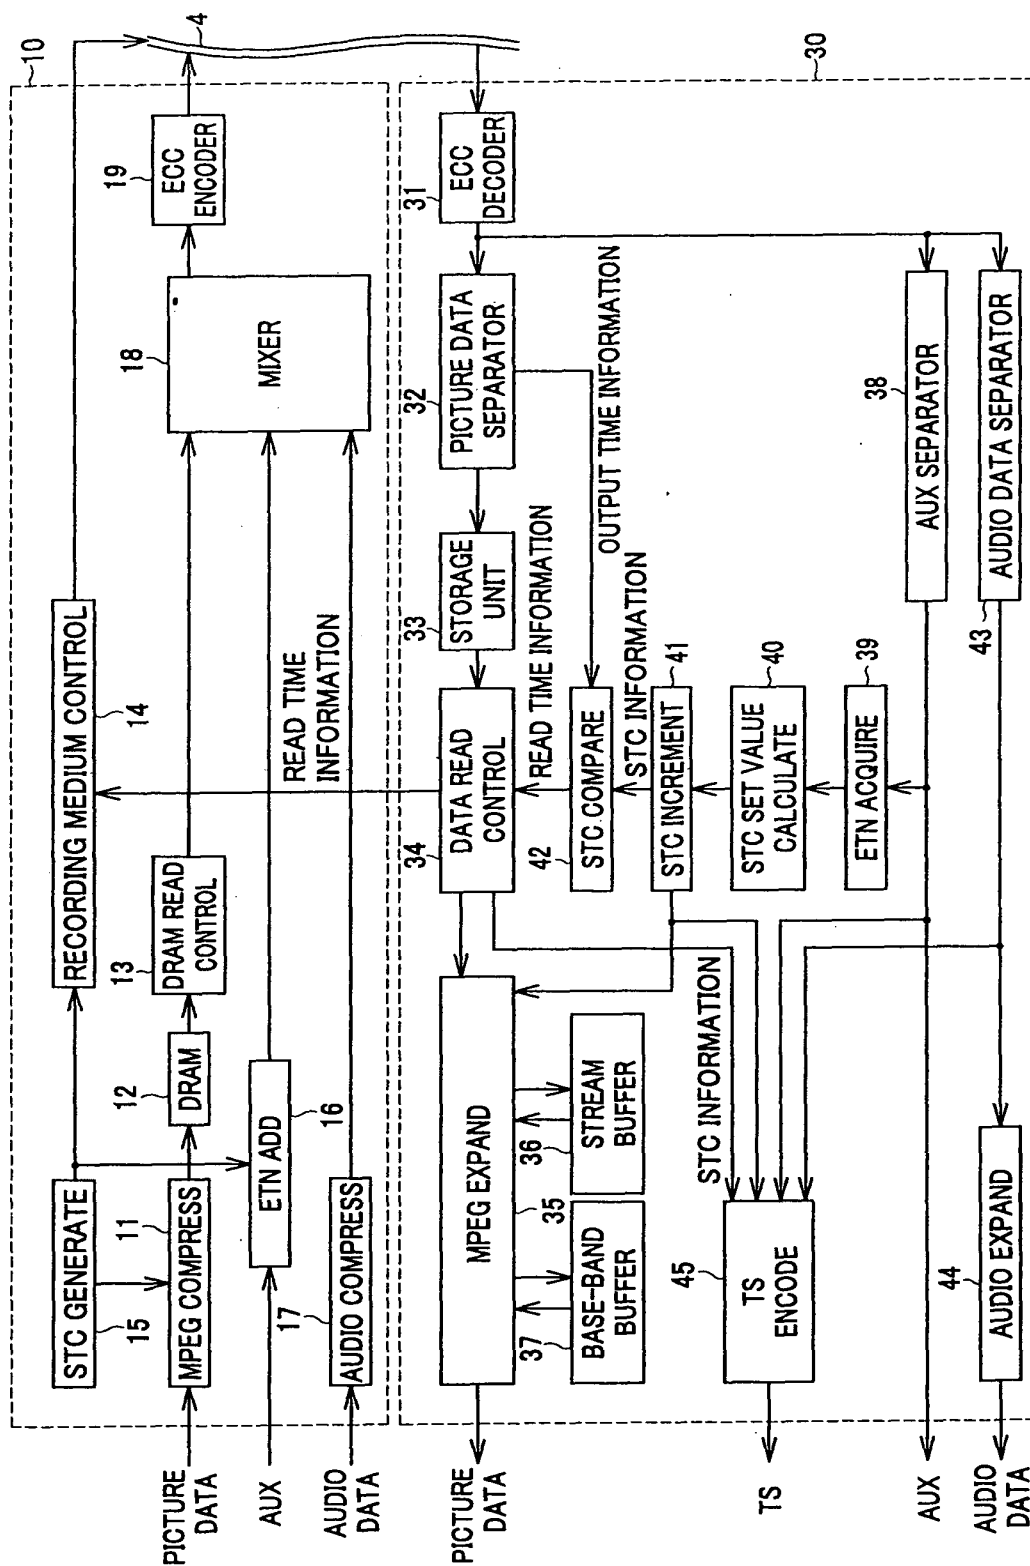 10
STC GENERATE
15
RECORDING MEDIUM CONTROL
14
4
PICTURE
DATA
MPEG COMPRESS
11
DRAM
12
DRAM READ
CONTROL
13
MIXER
18
ECC
ENCODER
19
AUX
ETN ADD
16
READ TIME
INFORMATION
AUDIO
DATA
AUDIO COMPRESS
17
30
PICTURE
DATA
MPEG EXPAND
35
DATA READ
CONTROL
34
STORAGE
UNIT
33
PICTURE DATA
SEPARATOR
32
ECC
DECODER
31
BASE-BAND
BUFFER
37
STREAM
BUFFER
36
READ TIME INFORMATION
OUTPUT TIME INFORMATION
STC COMPARE
42
STC INFORMATION
STC INCREMENT
41
STC INFORMATION
TS
TS
ENCODE
45
STC SET VALUE
CALCULATE
40
ETN ACQUIRE
39
AUX
AUX SEPARATOR
38
AUDIO
DATA
AUDIO EXPAND
44
AUDIO DATA SEPARATOR
43